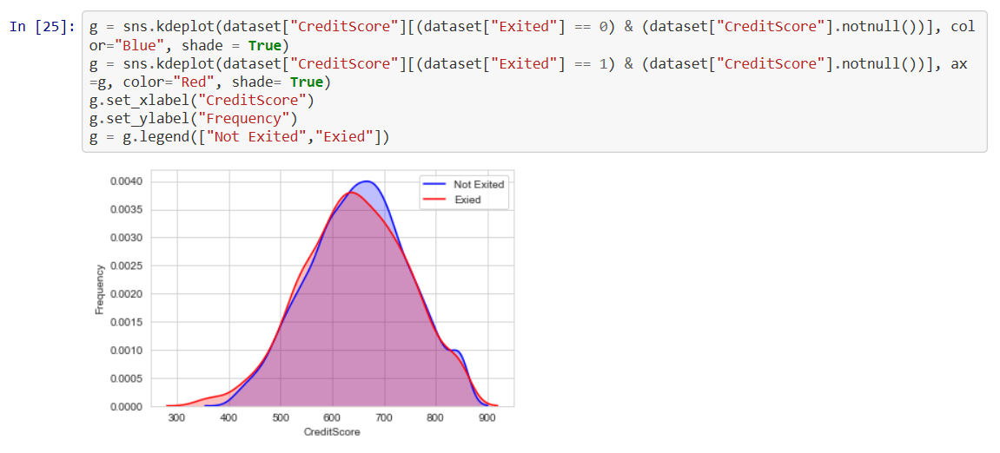 In [25]: g = sns.kdeplot(dataset["CreditScore"][(dataset["Exited"] == 0) & (dataset["CreditScore"].notnull())], col
or="Blue", shade = True)
g = sns.kdeplot(dataset["CreditScore"][(dataset["Exited"] == 1) & (dataset["CreditScore"].notnull())], ax
=g, color="Red", shade= True)
g.set_xlabel("CreditScore")
g.set_ylabel("Frequency")
g = g.legend(["Not Exited","Exied"])
Not Exited
Exied
0.0040
0.0035
0.0030
0.0025
0.0020
0.0015
0.0010
0.0005
0.0000
Frequency
300 400 500 600 700 800 900
CreditScore